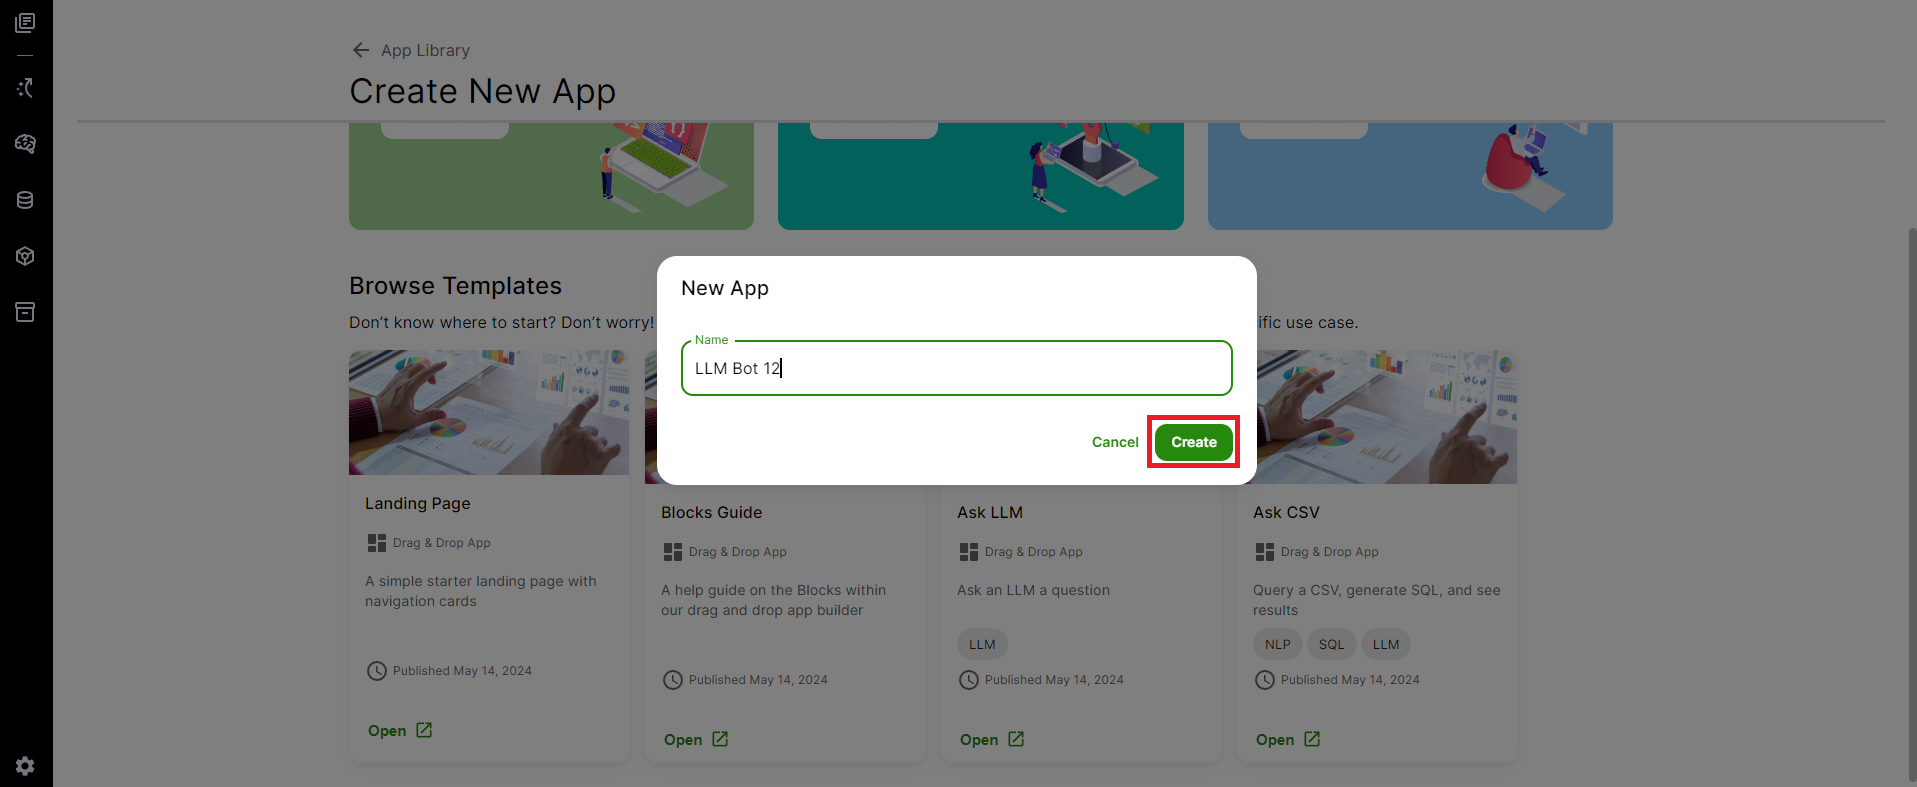 App Library
Create New App
Browse Templates
Don't know where to start? Don't worry!
ific use case.
New App
Name
LLM Bot 12
Cancel
Create
Landing Page
Drag & Drop App
A simple starter landing page with
navigation cards
Published May 14, 2024
Open
Blocks Guide
Drag & Drop App
A help guide on the Blocks within
our drag and drop app builder
Published May 14, 2024
Open
Ask LLM
Drag & Drop App
Ask an LLM a question
LLM
Published May 14, 2024
Open
Ask CSV
Drag & Drop App
Query a CSV, generate SQL, and see
results
NLP SQL LLM
Published May 14, 2024
Open